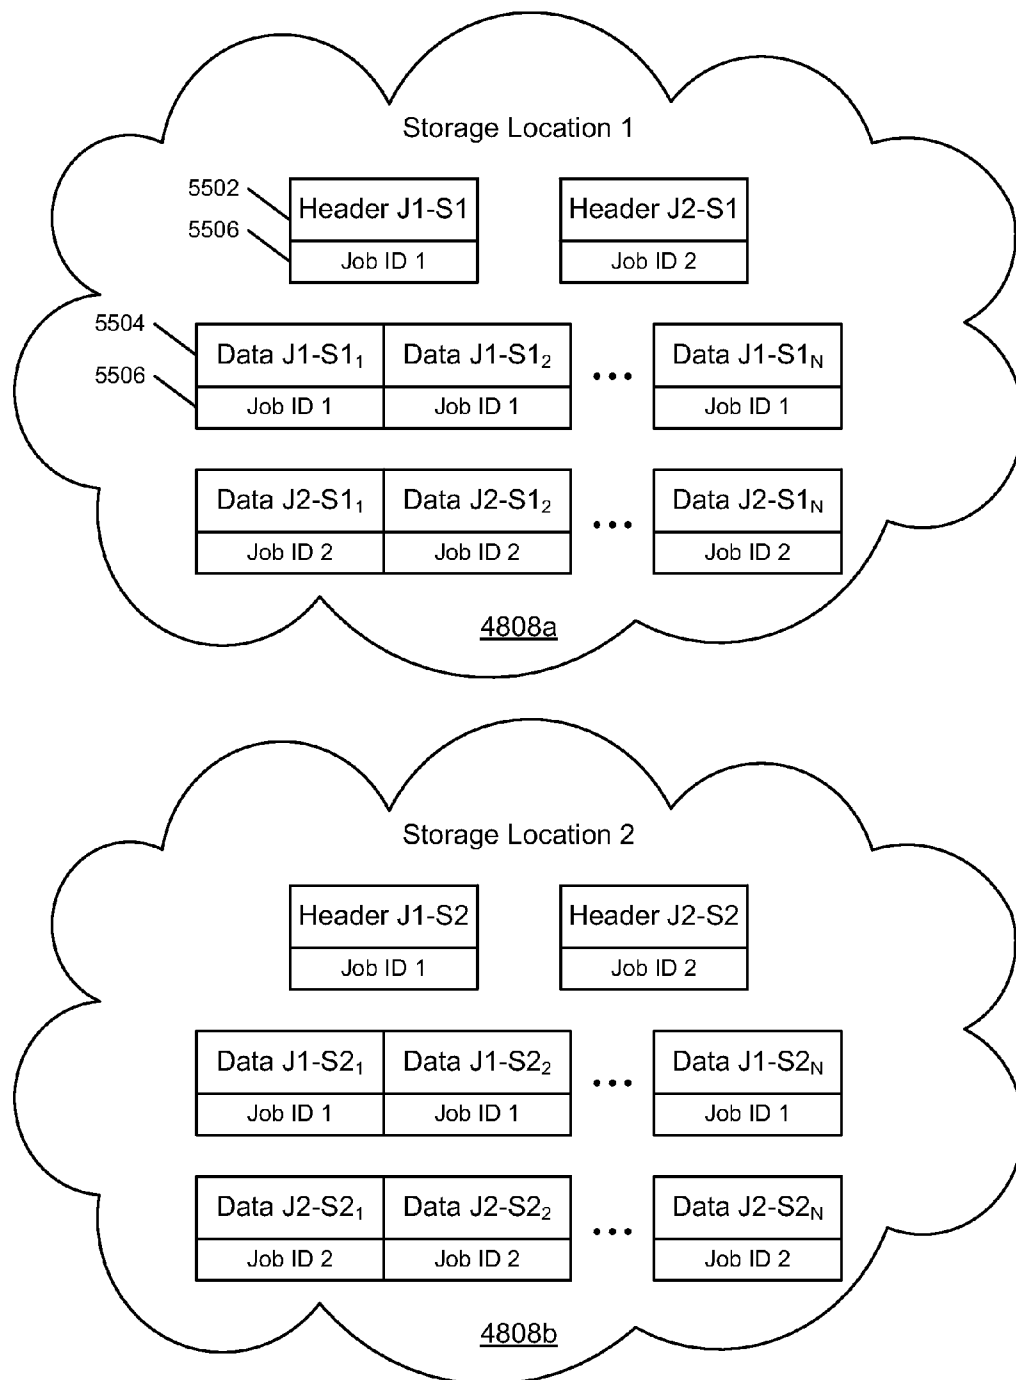 Storage Location 1
5502
Header J1-S1
Header J2-S1
5506
Job ID 1
Job ID 2
5504
Data J1-S1₁
Data J1-S1₂
...
Data J1-S1N
5506
Job ID 1
Job ID 1
Job ID 1
Data J2-S1₁
Data J2-S1₂
...
Data J2-S1N
Job ID 2
Job ID 2
Job ID 2
4808a
Storage Location 2
Header J1-S2
Header J2-S2
Job ID 1
Job ID 2
Data J1-S2₁
Data J1-S2₂
...
Data J1-S2N
Job ID 1
Job ID 1
Job ID 1
Data J2-S2₁
Data J2-S2₂
...
Data J2-S2N
Job ID 2
Job ID 2
Job ID 2
4808b